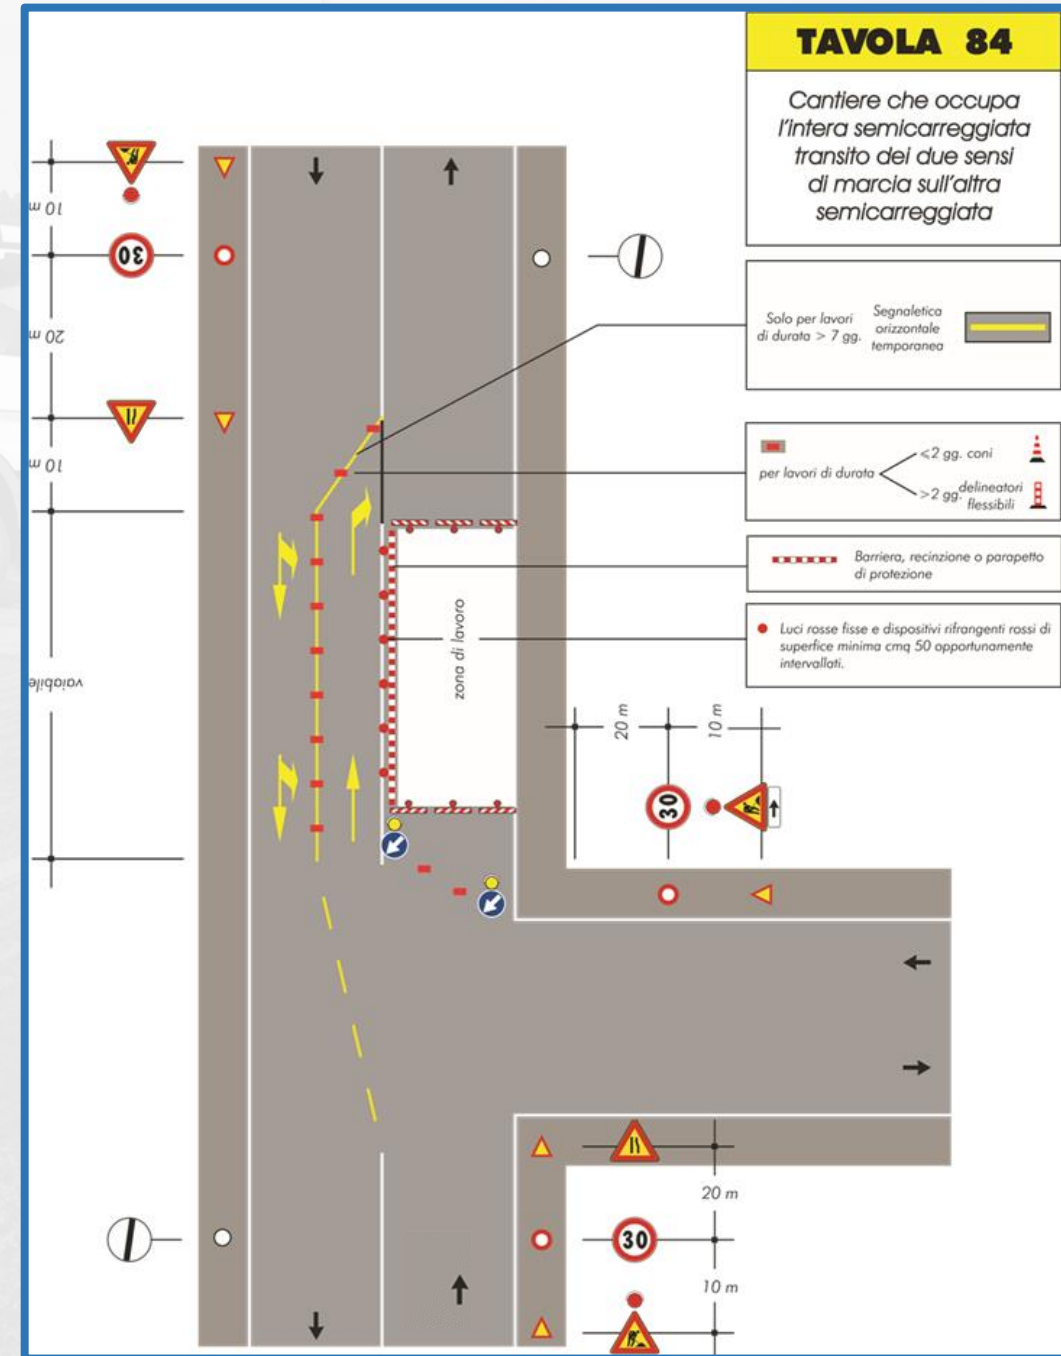 TAVOLA 84
Cantiere che occupa
l'intera semicarreggiata
transito dei due sensi
di marcia sull'altra
semicarreggiata
10 m
30
20 m
10 m
vaiabile
Solo per lavori
di durata > 7 gg.
Segnaletica
orizzontale
temporanea
per lavori di durata
⩽2 gg. coni
>2 gg. delineatori
flessibili
Barriera, recinzione o parapetto
di protezione
Luci rosse fisse e dispositivi rifrangenti rossi di
superfice minima cmq 50 opportunamente
intervallati.
zona di lavoro
20 m
10 m
30
20 m
30
10 m